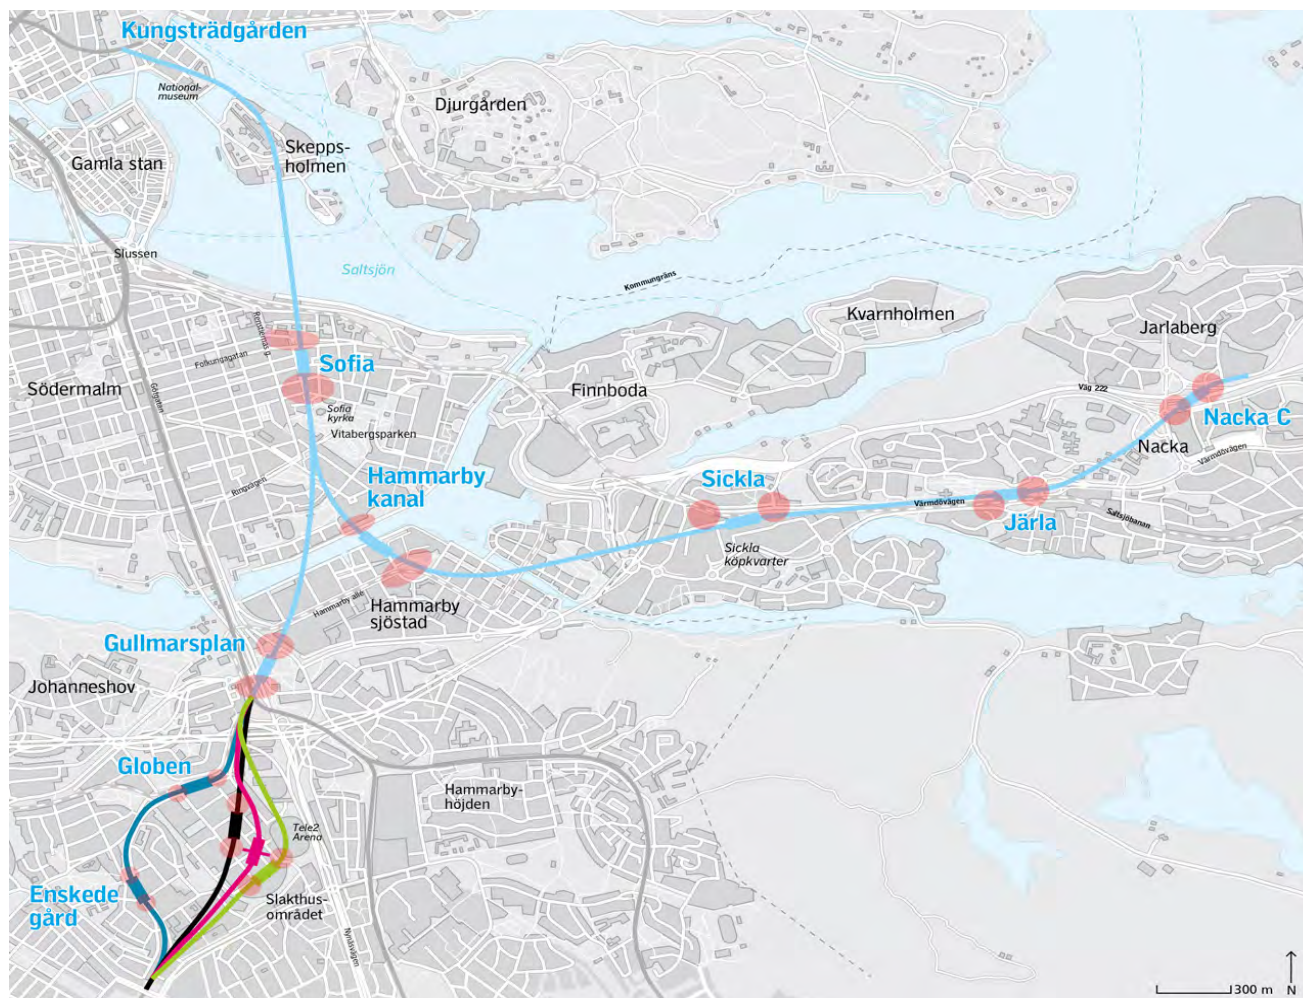 Kungsträdgården
National-
museum
Djurgården
Skepps-
holmen
Gamla stan
Slussen
Saltsjön
Kommungräns
Kvarnholmen
Jarlaberg
Renstiernas g.
Folkungagatan
Sofia
Södermalm
Götgatan
Finnboda
Väg 222
Sofia
kyrka
Vitabergsparken
Nacka C
Nacka
Värmdövägen
Hammarby
kanal
Ringvägen
Sickla
Värmdövägen
Järla
Saltsjöbanan
Sickla
köpkvarter
Hammarby allé
Hammarby
sjöstad
Gullmarsplan
Johanneshov
Globen
Hammarby-
höjden
Tele2
Arena
Enskede
gård
Slakthus-
området
Nynäsvägen
300 m
N